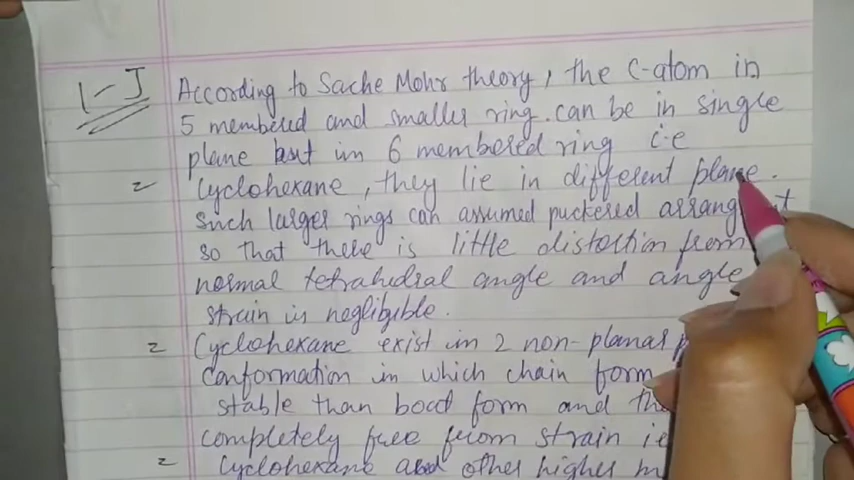 1-J According to Sache Mohr theory, the C-atom in
5 membered and smaller ring can be in single
plane but in 6 membered ring i.e
= Cyclohexane, they lie in different plane.
Such larger rings can assumed puckered
so that there is little distortion from
normal tetrahedral angle and angle
strain is negligible.
= Cyclohexane exist in 2 non-planar
conformation in which chain form
stable than boat form and
completely free from strain
= Cyclohexane and other higher